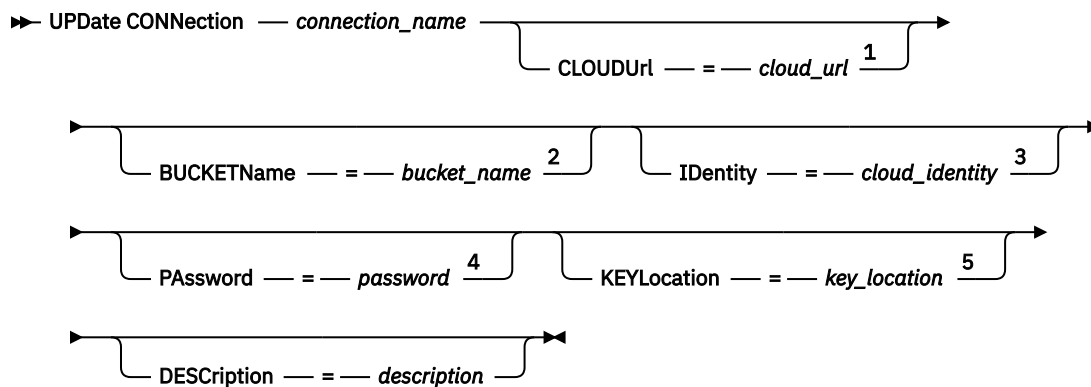 UPDate CONNection — connection_name
CLOUDUrl — = — cloud_url 1
BUCKETName — = — bucket_name 2 IDentity — = — cloud_identity 3
PAssword — = — password 4 KEYLocation — = — key_location 5
DESCription — = — description